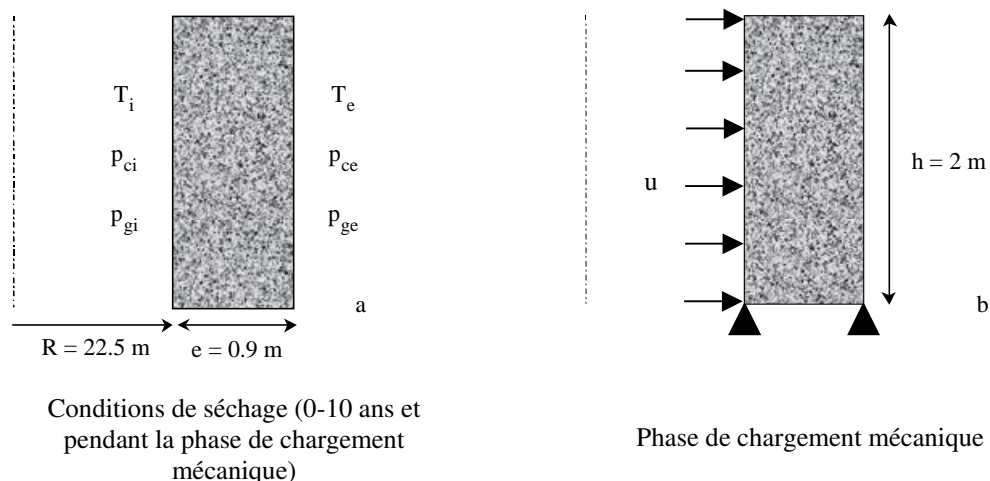 T_i
T_e
p_ci
p_ce
p_gi
p_ge
a
R = 22.5 m
e = 0.9 m
Conditions de séchage (0-10 ans et
pendant la phase de chargement
mécanique)
u
h = 2 m
b
Phase de chargement mécanique